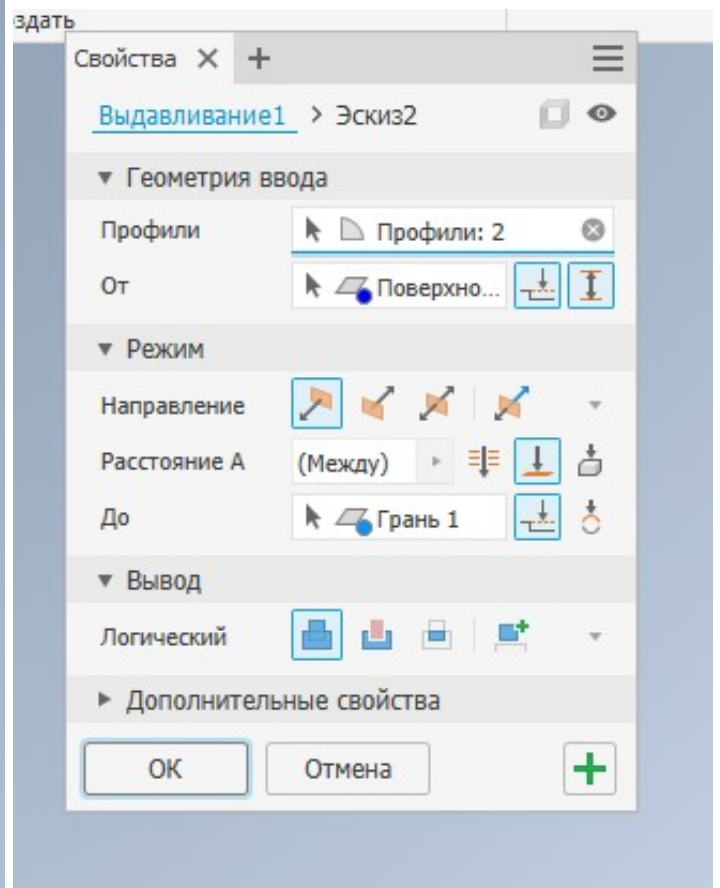 оздать
Свойства
Выдавливание1 > Эскиз2
Геометрия ввода
Профили Профили: 2
От Поверхно...
Режим
Направление
Расстояние А (Между)
До Грань 1
Вывод
Логический
Дополнительные свойства
ОК Отмена